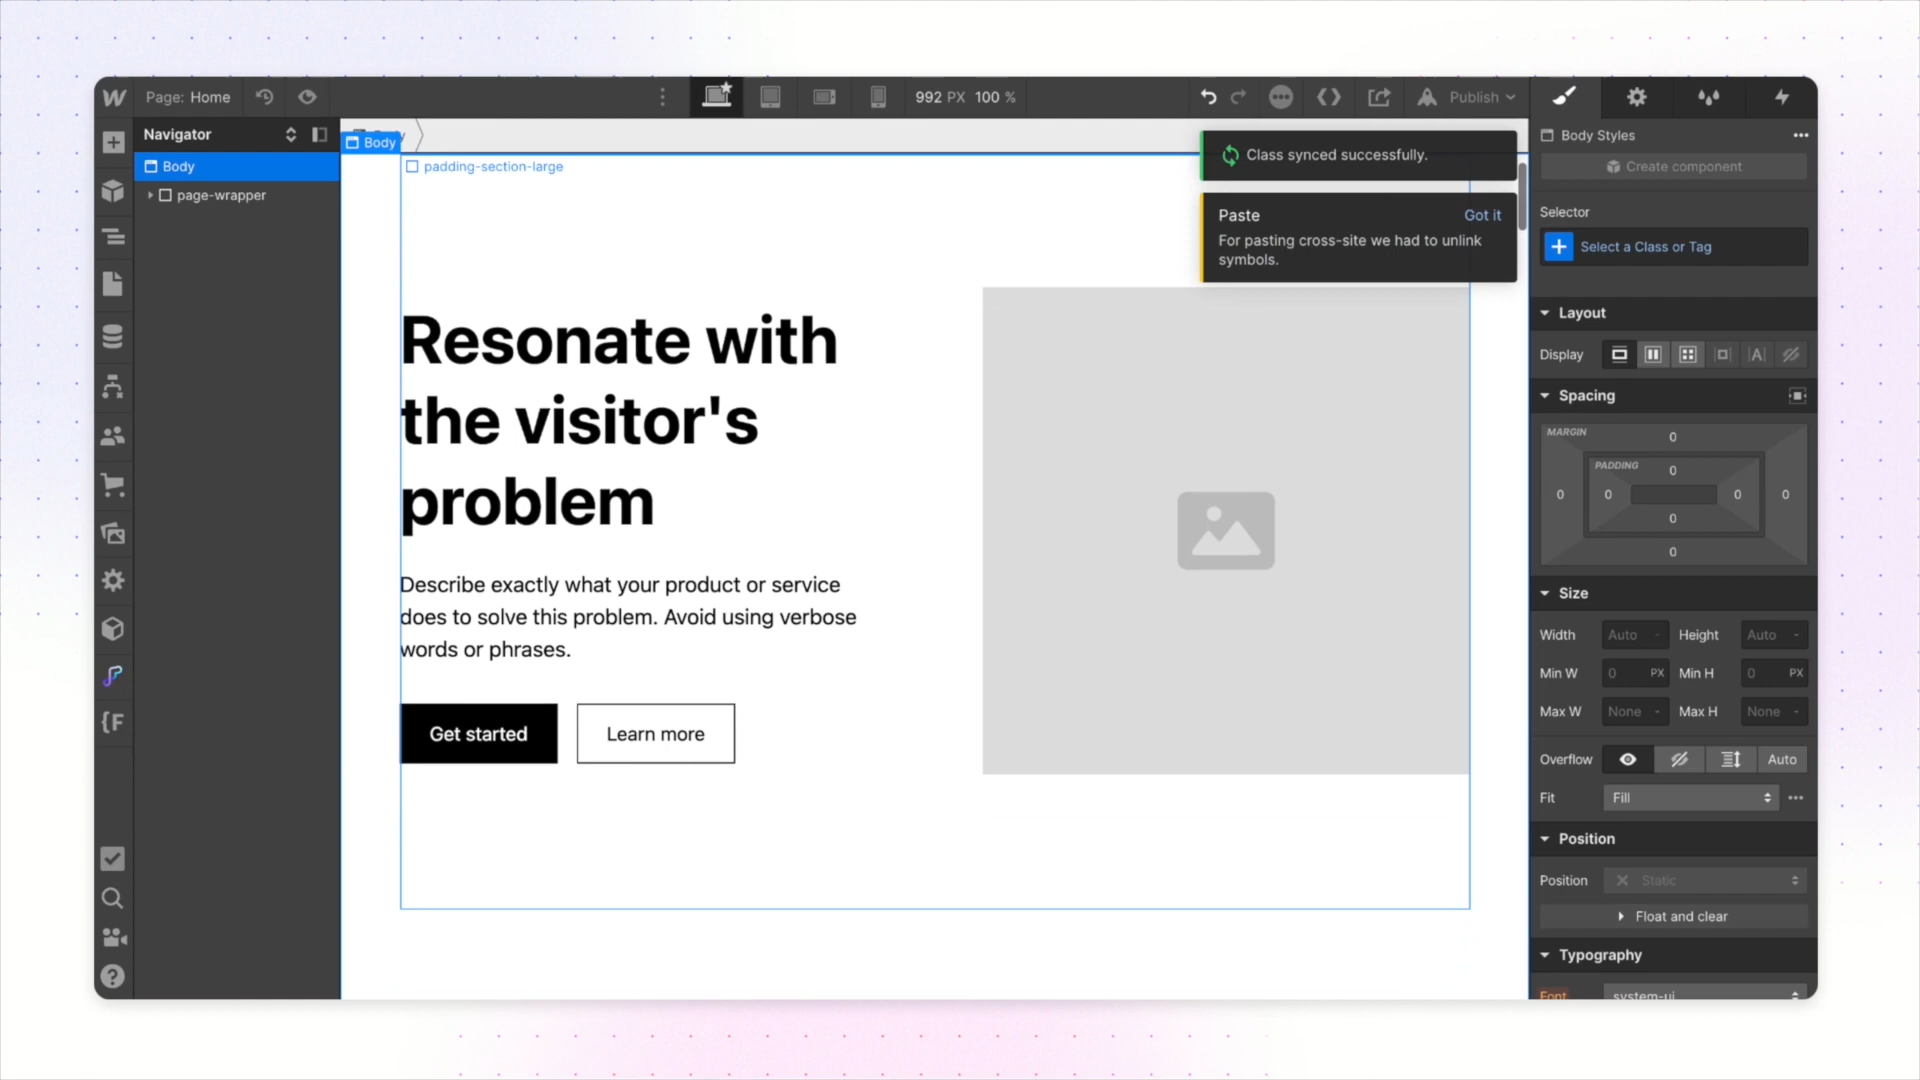 Page: Home
992 PX 100 %
Publish
Navigator
Body
page-wrapper
Body
padding-section-large
Class synced successfully.
Paste
Got it
For pasting cross-site we had to unlink
symbols.
Resonate with
the visitor's
problem
Describe exactly what your product or service
does to solve this problem. Avoid using verbose
words or phrases.
Get started
Learn more
Body Styles
Create component
Selector
Select a Class or Tag
Layout
Display
Spacing
MARGIN
0
PADDING
0
0
0
0
0
0
0
Size
Width Auto - Height Auto -
Min W 0 PX Min H 0 PX
Max W None - Max H None -
Overflow Auto
Fit Fill
Position
Position Static
Float and clear
Typography
Font system-ui